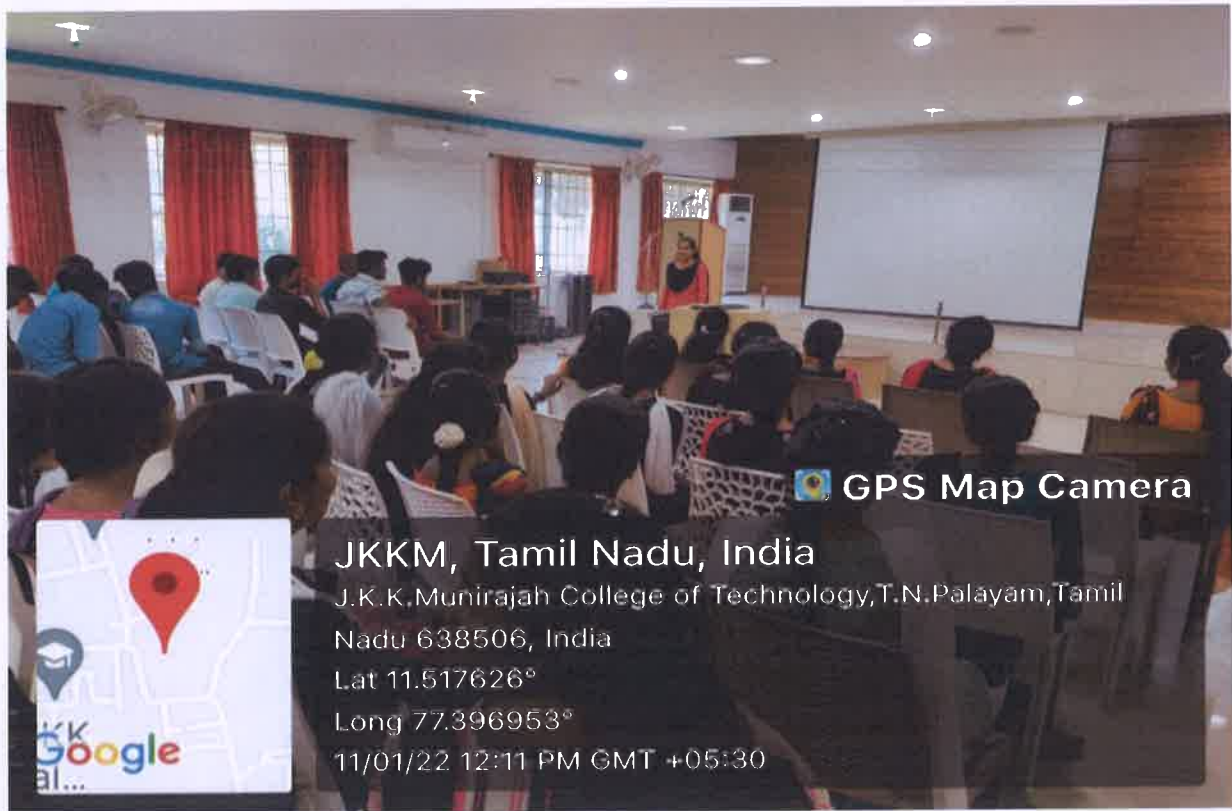 GPS Map Camera
JKKM, Tamil Nadu, India
J.K.K.Munirajah College of Technology,T.N.Palayam,Tamil
Nadu 638506, India
Lat 11.517626°
Long 77.396953°
11/01/22 12:11 PM GMT +05:30
K
Google
al...